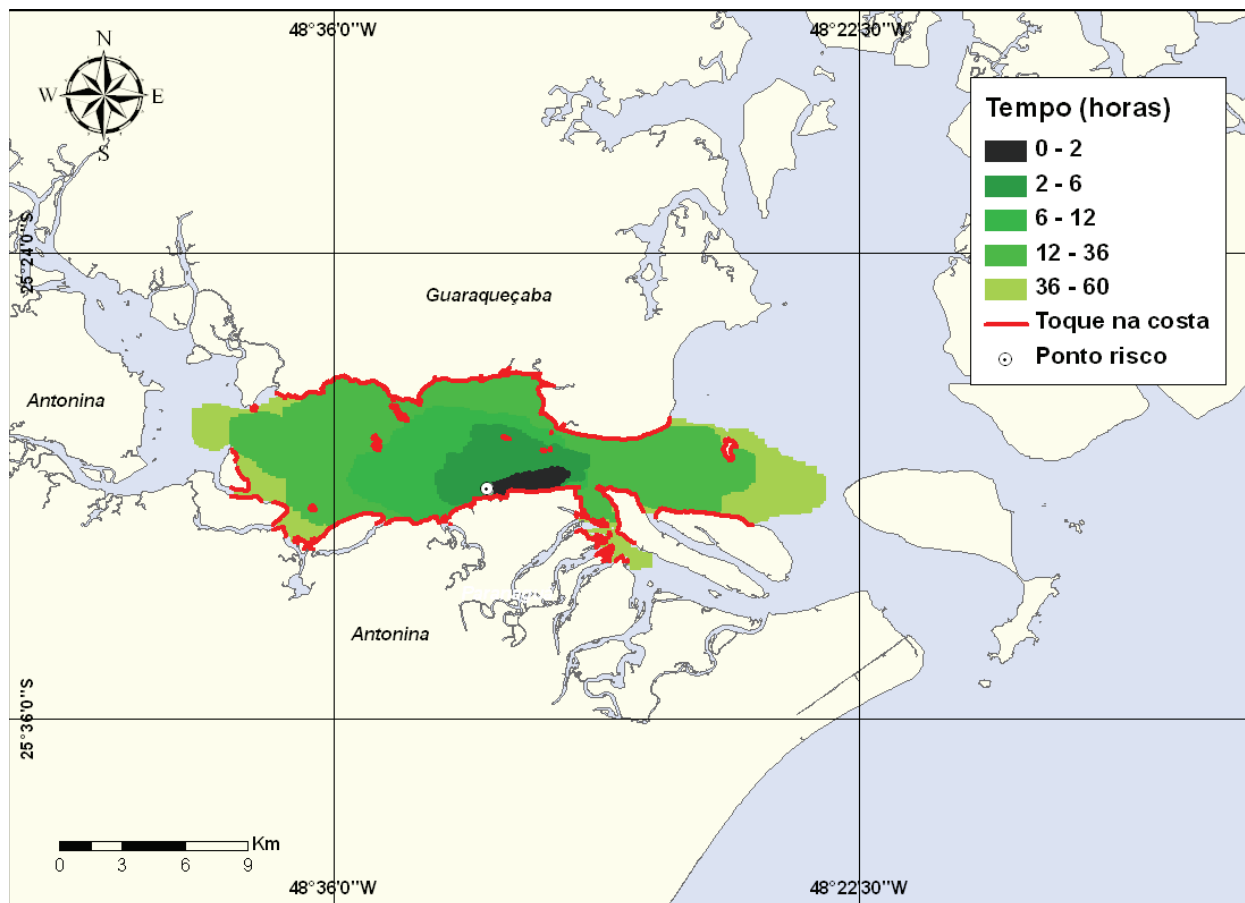 48°36'0"W
48°22'30"W
N
W
E
S
Tempo (horas)
0 - 2
2 - 6
6 - 12
12 - 36
36 - 60
Toque na costa
Ponto risco
25°24'0"S
Guaraqueçaba
Antonina
Antonina
25°36'0"S
Km
0 3 6 9
48°36'0"W
48°22'30"W